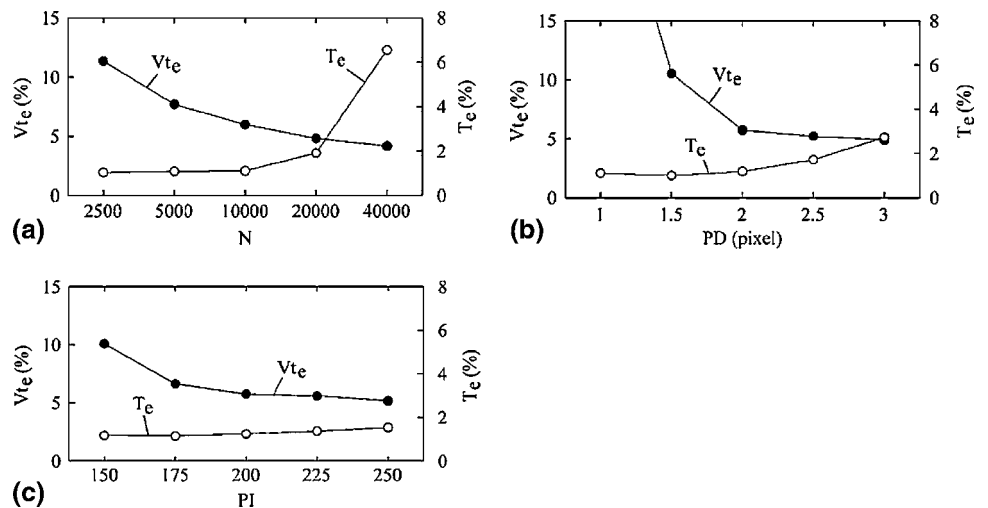 15
10
5
0
Vte (%)
Vte
Te
8
6
4
2
0
Te (%)
2500 5000 10000 20000 40000
N
(a)
15
10
5
0
Vte (%)
Vte
Te
8
6
4
2
0
Te (%)
1 1.5 2 2.5 3
PD (pixel)
(b)
15
10
5
0
Vte (%)
Vte
Te
8
6
4
2
0
Te (%)
150 175 200 225 250
PI
(c)